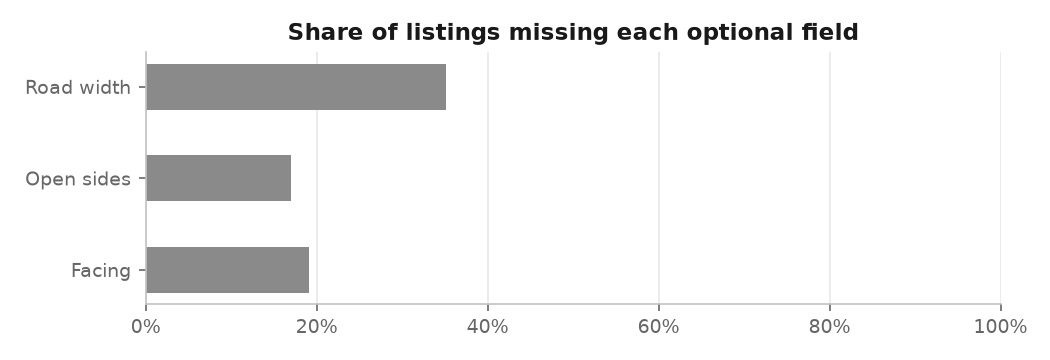 Share of listings missing each optional field
Road width
Open sides
Facing
0% 20% 40% 60% 80% 100%